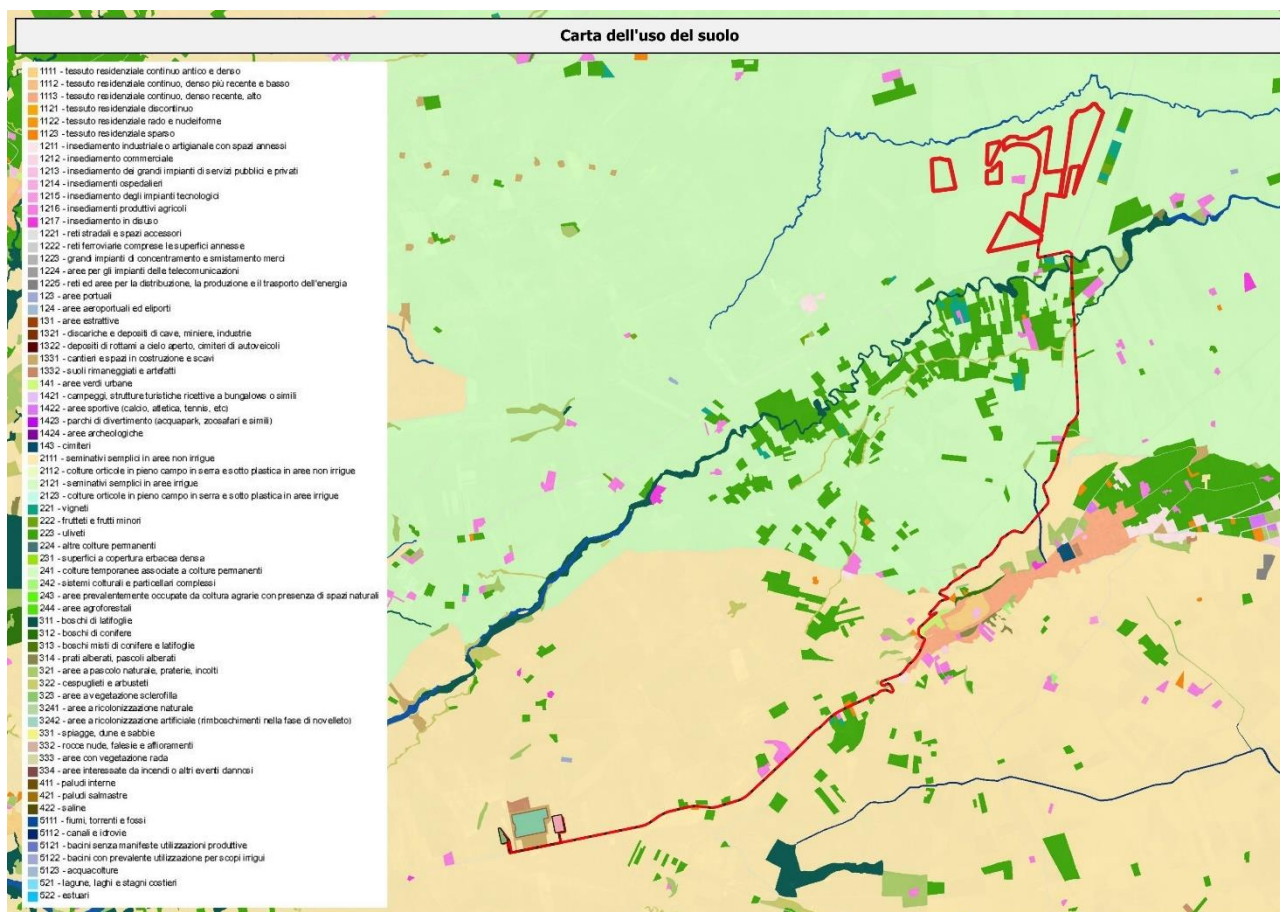 Carta dell'uso del suolo
1111 - tessuto residenziale continuo antico e denso
1112 - tessuto residenziale continuo, denso più recente e basso
1113 - tessuto residenziale continuo, denso recente, alto
1121 - tessuto residenziale discontinuo
1122 - tessuto residenziale rado e nucleiforme
1123 - tessuto residenziale sparso
1211 - insediamento industriale o artigianale con spazi annessi
1212 - insediamento commerciale
1213 - insediamento dei grandi impianti di servizi pubblici e privati
1214 - insediamenti ospedalieri
1215 - insediamento degli impianti tecnologici
1216 - insediamenti produttivi agricoli
1217 - insediamento in disuso
1221 - reti stradali e spazi accessori
1222 - reti ferroviarie comprese le superfici annesse
1223 - grandi impianti di concentramento e smistamento merci
1224 - aree per gli impianti delle telecomunicazioni
1225 - reti ed aree per la distribuzione, la produzione e il trasporto dell'energia
123 - aree portuali
124 - aree aeroportuali ed eliporti
131 - aree estrattive
1321 - discariche e depositi di cave, miniere, industrie
1322 - depositi di rottami a cielo aperto, cimiteri di autoveicoli
1331 - cantieri e spazi in costruzione e scavi
1332 - suoli rimaneggiati e artefatti
141 - aree verdi urbane
1421 - campeggi, strutture turistiche ricettive a bungalows o simili
1422 - aree sportive (calcio, atletica, tennis, etc)
1423 - parchi di divertimento (acquapark, zoosafari e simili)
1424 - aree archeologiche
143 - cimiteri
2111 - seminativi semplici in aree non irrigue
2112 - colture orticole in pieno campo in serra e sotto plastica in aree non irrigue
2121 - seminativi semplici in aree irrigue
2123 - colture orticole in pieno campo in serra e sotto plastica in aree irrigue
221 - vigneti
222 - frutteti e frutti minori
223 - uliveti
224 - altre colture permanenti
231 - superfici a copertura erbacea densa
241 - colture temporanee associate a colture permanenti
242 - sistemi colturali e particellari complessi
243 - aree prevalentemente occupate da coltura agrarie con presenza di spazi naturali
244 - aree agroforestali
311 - boschi di latifoglie
312 - boschi di conifere
313 - boschi misti di conifere e latifoglie
314 - prati alberati, pascoli alberati
321 - aree a pascolo naturale, praterie, incolti
322 - cespuglieti e arbusteti
323 - aree a vegetazione sclerofilla
3241 - aree a ricolonizzazione naturale
3242 - aree a ricolonizzazione artificiale (rimboschimenti nella fase di novelleto)
331 - spiagge, dune e sabbie
332 - rocce nude, falesie e affioramenti
333 - aree con vegetazione rada
334 - aree interessate da incendi o altri eventi dannosi
411 - paludi interne
421 - paludi salmastre
422 - saline
5111 - fiumi, torrenti e fossi
5112 - canali e idrovie
5121 - bacini senza manifeste utilizzazioni produttive
5122 - bacini con prevalente utilizzazione per scopi irrigui
5123 - acquacolture
521 - lagune, laghi e stagni costieri
522 - estuari